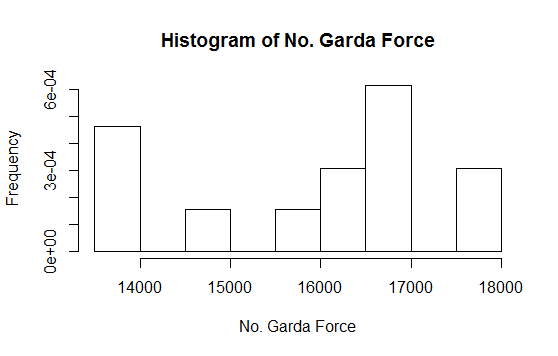 Histogram of No. Garda Force
Frequency
6e-04
3e-04
0e+00
14000 15000 16000 17000 18000
No. Garda Force